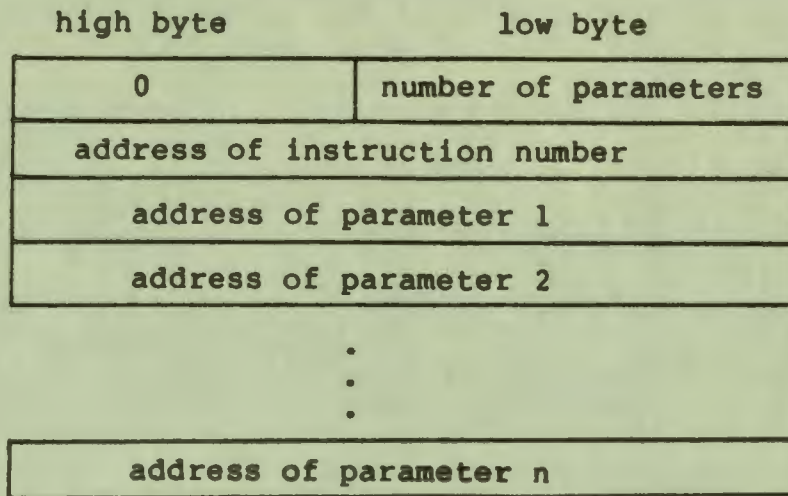 high byte low byte
0 number of parameters
address of instruction number
address of parameter 1
address of parameter 2
.
.
.
address of parameter n